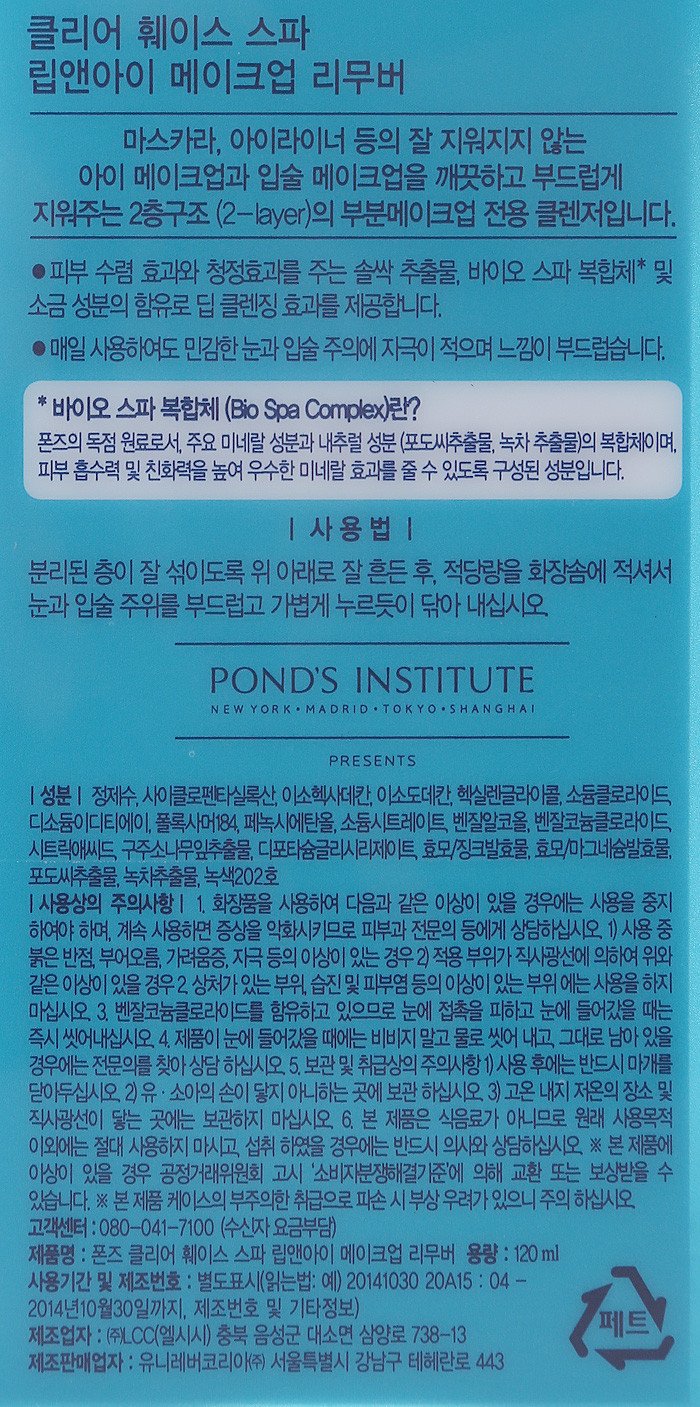 클리어 훼이스 스파
립앤아이 메이크업 리무버
마스카라, 아이라이너 등의 잘 지워지지 않는
아이 메이크업과 입술 메이크업을 깨끗하고 부드럽게
지워주는 2층구조 (2-layer)의 부분메이크업 전용 클렌저입니다.
● 피부 수렴 효과와 청정효과를 주는 솔싹 추출물, 바이오 스파 복합체* 및
소금 성분의 함유로 딥 클렌징 효과를 제공합니다.
● 매일 사용하여도 민감한 눈과 입술 주의에 자극이 적으며 느낌이 부드럽습니다.
* 바이오 스파 복합체 (Bio Spa Complex)란?
폰즈의 독점 원료로서, 주요 미네랄 성분과 내추럴 성분 (포도씨추출물, 녹차 추출물)의 복합체이며,
피부 흡수력 및 친화력을 높여 우수한 미네랄 효과를 줄 수 있도록 구성된 성분입니다.
| 사용법 |
분리된 층이 잘 섞이도록 위 아래로 잘 흔든 후, 적당량을 화장솜에 적셔서
눈과 입술 주위를 부드럽고 가볍게 누르듯이 닦아 내십시오.
POND'S INSTITUTE
NEW YORK • MADRID • TOKYO • SHANGHAI
PRESENTS
| 성분 | 정제수, 사이클로펜타실록산, 이소헥사데칸, 이소도데칸, 헥실렌글라이콜, 소듐클로라이드,
디소듐이디티에이, 폴록사머184, 페녹시에탄올, 소듐시트레이트, 벤질알코올, 벤잘코늄클로라이드,
시트릭애씨드, 구주소나무잎추출물, 디포타슘글리시리제이트, 효모/징크발효물, 효모/마그네슘발효물,
포도씨추출물, 녹차추출물, 녹색202호
| 사용상의 주의사항 | 1. 화장품을 사용하여 다음과 같은 이상이 있을 경우에는 사용을 중지
하여야 하며, 계속 사용하면 증상을 악화시키므로 피부과 전문의 등에게 상담하십시오. 1) 사용 중
붉은 반점, 부어오름, 가려움증, 자극 등의 이상이 있는 경우 2) 적용 부위가 직사광선에 의하여 위와
같은 이상이 있을 경우 2. 상처가 있는 부위, 습진 및 피부염 등의 이상이 있는 부위 에는 사용을 하지
마십시오. 3. 벤잘코늄클로라이드를 함유하고 있으므로 눈에 접촉을 피하고 눈에 들어갔을 때는
즉시 씻어내십시오. 4. 제품이 눈에 들어갔을 때에는 비비지 말고 물로 씻어 내고, 그대로 남아 있을
경우에는 전문의를 찾아 상담 하십시오. 5. 보관 및 취급상의 주의사항 1) 사용 후에는 반드시 마개를
닫아두십시오. 2) 유 · 소아의 손이 닿지 아니하는 곳에 보관 하십시오. 3) 고온 내지 저온의 장소 및
직사광선이 닿는 곳에는 보관하지 마십시오. 6. 본 제품은 식음료가 아니므로 원래 사용목적
이외에는 절대 사용하지 마시고, 섭취 하였을 경우에는 반드시 의사와 상담하십시오. ※ 본 제품에
이상이 있을 경우 공정거래위원회 고시 '소비자분쟁해결기준'에 의해 교환 또는 보상받을 수
있습니다. ※ 본 제품 케이스의 부주의한 취급으로 파손 시 부상 우려가 있으니 주의 하십시오.
고객센터 : 080-041-7100 (수신자 요금부담)
제품명 : 폰즈 클리어 훼이스 스파 립앤아이 메이크업 리무버 용량 : 120 ml
사용기간 및 제조번호 : 별도표시(읽는법: 예) 20141030 20A15 : 04 -
2014년10월30일까지, 제조번호 및 기타정보)
제조업자 : ㈜LCC(엘시시) 충북 음성군 대소면 삼양로 738-13
제조판매업자 : 유니레버코리아㈜ 서울특별시 강남구 테헤란로 443
페트